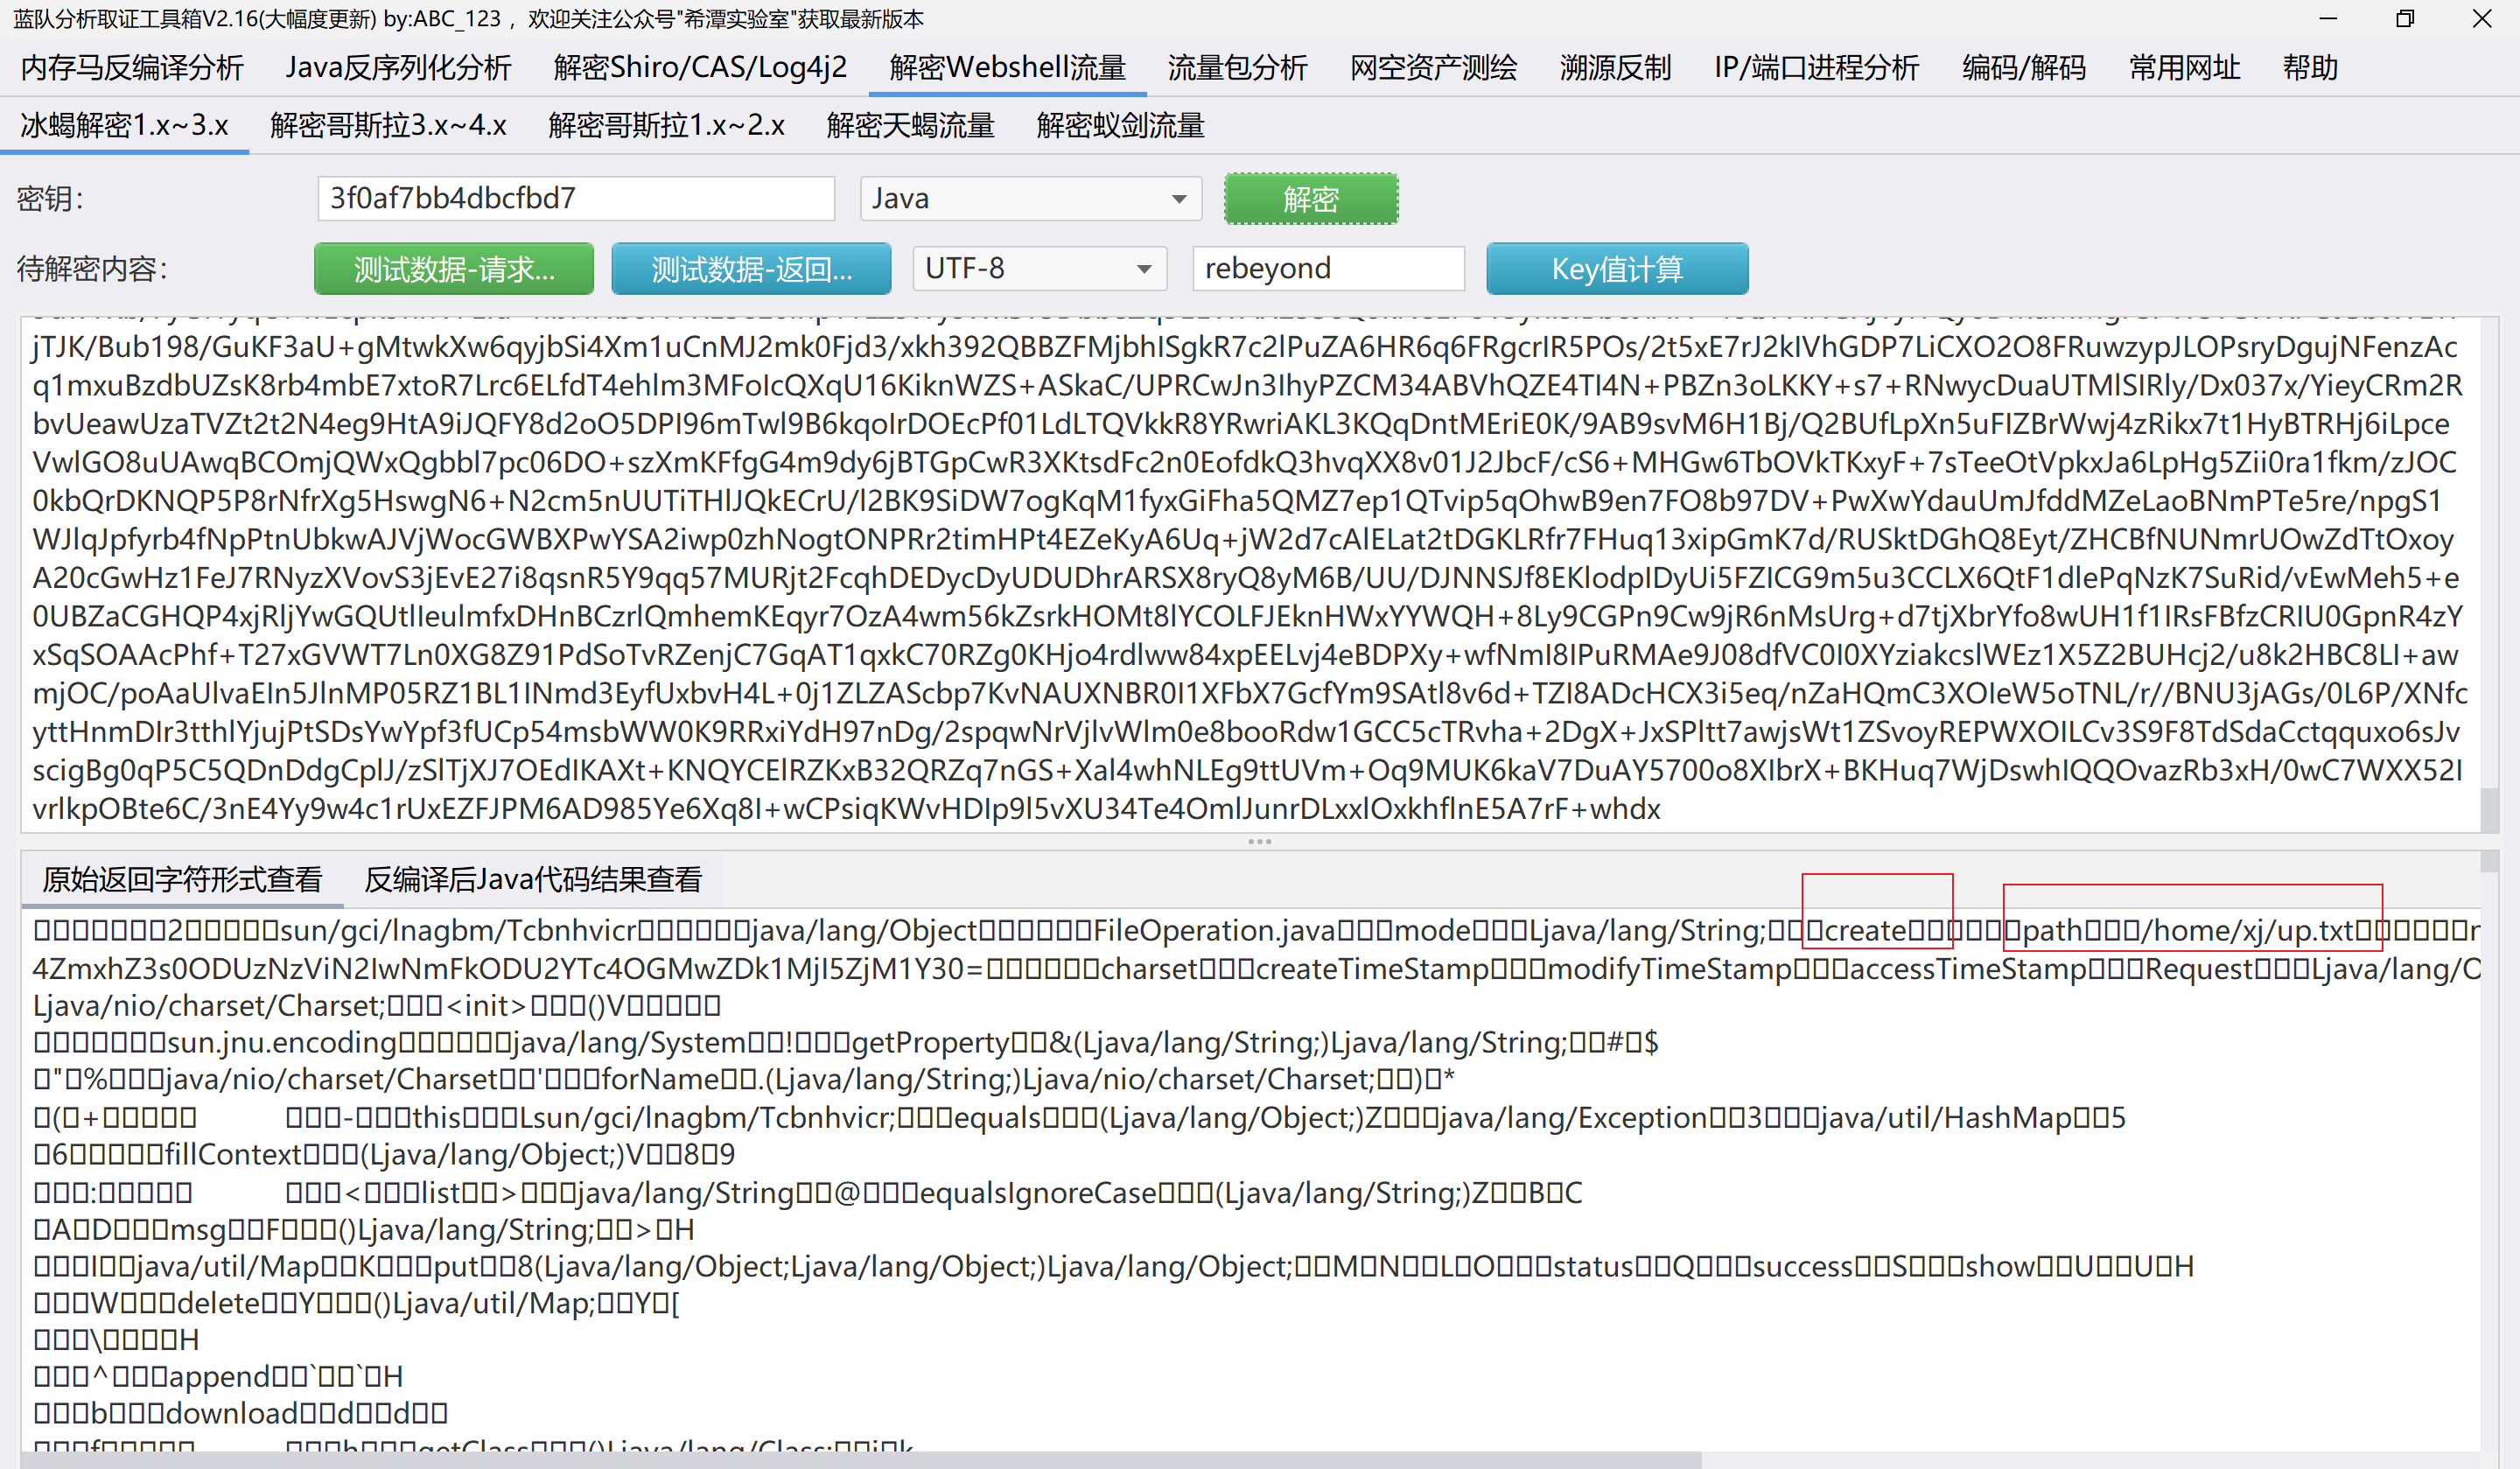 蓝队分析取证工具箱V2.16(大幅度更新) by:ABC_123 ，欢迎关注公众号"希潭实验室"获取最新版本
内存马反编译分析 Java反序列化分析 解密Shiro/CAS/Log4j2 解密Webshell流量 流量包分析 网空资产测绘 溯源反制 IP/端口进程分析 编码/解码 常用网址 帮助
冰蝎解密1.x~3.x 解密哥斯拉3.x~4.x 解密哥斯拉1.x~2.x 解密天蝎流量 解密蚁剑流量
密钥： 3f0af7bb4dbcfbd7 Java 解密
待解密内容： 测试数据-请求... 测试数据-返回... UTF-8 rebeyond Key值计算
jTJK/Bub198/GuKF3aU+gMtwkXw6qyjbSi4Xm1uCnMJ2mk0Fjd3/xkh392QBBZFMjbhISgkR7c2lPuZA6HR6q6FRgcrIR5POs/2t5xE7rJ2kIVhGDP7LiCXO2O8FRuwzypJLOPsryDgujNFenzAc
q1mxuBzdbUZsK8rb4mbE7xtoR7Lrc6ELfdT4ehlm3MFoIcQXqU16KiknWZS+ASkaC/UPRCwJn3IhyPZCM34ABVhQZE4TI4N+PBZn3oLKKY+s7+RNwycDuaUTMlSIRly/Dx037x/YieyCRm2R
bvUeawUzaTVZt2t2N4eg9HtA9iJQFY8d2oO5DPI96mTwl9B6kqoIrDOEcPf01LdLTQVkkR8YRwriAKL3KQqDntMEriE0K/9AB9svM6H1Bj/Q2BUfLpXn5uFIZBrWwj4zRikx7t1HyBTRHj6iLpce
VwlGO8uUAwqBCOmjQWxQgbbl7pc06DO+szXmKFfgG4m9dy6jBTGpCwR3XKtsdFc2n0EofdkQ3hvqXX8v01J2JbcF/cS6+MHGw6TbOVkTKxyF+7sTeeOtVpkxJa6LpHg5Zii0ra1fkm/zJOC
0kbQrDKNQP5P8rNfrXg5HswgN6+N2cm5nUUTiTHlJQkECrU/l2BK9SiDW7ogKqM1fyxGiFha5QMZ7ep1QTvip5qOhwB9en7FO8b97DV+PwXwYdauUmJfddMZeLaoBNmPTe5re/npgS1
WJlqJpfyrb4fNpPtnUbkwAJVjWocGWBXPwYSA2iwp0zhNogtONPRr2timHPt4EZeKyA6Uq+jW2d7cAlELat2tDGKLRfr7FHuq13xipGmK7d/RUSktDGhQ8Eyt/ZHCBfNUNmrUOwZdTtOxoy
A20cGwHz1FeJ7RNyzXVovS3jEvE27i8qsnR5Y9qq57MURjt2FcqhDEDycDyUDUDhrARSX8ryQ8yM6B/UU/DJNNSJf8EKlodpIDyUi5FZICG9m5u3CCLX6QtF1dlePqNzK7SuRid/vEwMeh5+e
0UBZaCGHQP4xjRljYwGQUtlIeulmfxDHnBCzrlQmhemKEqyr7OzA4wm56kZsrkHOMt8lYCOLFJEknHWxYYWQH+8Ly9CGPn9Cw9jR6nMsUrg+d7tjXbrYfo8wUH1f1IRsFBfzCRIU0GpnR4zY
xSqSOAAcPhf+T27xGVWT7Ln0XG8Z91PdSoTvRZenjC7GqAT1qxkC70RZg0KHjo4rdlww84xpEELvj4eBDPXy+wfNmI8IPuRMAe9J08dfVC0I0XYziakcslWEz1X5Z2BUHcj2/u8k2HBC8LI+aw
mjOC/poAaUlvaEIn5JlnMP05RZ1BL1INmd3EyfUxbvH4L+0j1ZLZAScbp7KvNAUXNBR0I1XFbX7GcfYm9SAtl8v6d+TZI8ADcHCX3i5eq/nZaHQmC3XOIeW5oTNL/r//BNU3jAGs/0L6P/XNfc
yttHnmDIr3tthlYjujPtSDsYwYpf3fUCp54msbWW0K9RRxiYdH97nDg/2spqwNrVjlvWlm0e8booRdw1GCC5cTRvha+2DgX+JxSPltt7awjsWt1ZSvoyREPWXOILCv3S9F8TdSdaCctqquxo6sJv
scigBg0qP5C5QDnDdgCplJ/zSlTjXJ7OEdIKAXt+KNQYCElRZKxB32QRZq7nGS+Xal4whNLEg9ttUVm+Oq9MUK6kaV7DuAY5700o8XIbrX+BKHuq7WjDswhIQQOvazRb3xH/0wC7WXX52I
vrlkpOBte6C/3nE4Yy9w4c1rUxEZFJPM6AD985Ye6Xq8I+wCPsiqKWvHDIp9l5vXU34Te4OmlJunrDLxxlOxkhflnE5A7rF+whdx
原始返回字符形式查看 反编译后Java代码结果查看
□□□□□□□2□□□□□sun/gci/lnagbm/Tcbnhvicr□□□□□□java/lang/Object□□□□□□FileOperation.java□□□mode□□□Ljava/lang/String;□□□create□□□□□□path□□□/home/xj/up.txt□□□□□
4ZmxhZ3s0ODUzNzViN2IwNmFkODU2YTc4OGMwZDk1MjI5ZjM1Y30=□□□□□□charset□□□createTimeStamp□□□modifyTimeStamp□□□accessTimeStamp□□□Request□□□Ljava/lang/O
Ljava/nio/charset/Charset;□□□<init>□□□()V□□□□□
□□□□□□□sun.jnu.encoding□□□□□□java/lang/System□□!□□□getProperty□□&(Ljava/lang/String;)Ljava/lang/String;□□#□$
□"□%□□□java/nio/charset/Charset□□'□□□forName□□.(Ljava/lang/String;)Ljava/nio/charset/Charset;□□)□*
□(□+□□□□□ □□□-□□□this□□□Lsun/gci/lnagbm/Tcbnhvicr;□□□equals□□□(Ljava/lang/Object;)Z□□□java/lang/Exception□□3□□□java/util/HashMap□□5
□6□□□□□fillContext□□□(Ljava/lang/Object;)V□□8□9
□□□:□□□□□ □□□<□□□list□□>□□□java/lang/String□□@□□□equalsIgnoreCase□□□(Ljava/lang/String;)Z□□B□C
□A□D□□□msg□□F□□□()Ljava/lang/String;□□>□H
□□□I□□java/util/Map□□K□□□put□□8(Ljava/lang/Object;Ljava/lang/Object;)Ljava/lang/Object;□□M□N□□L□O□□□status□□Q□□□success□□S□□□show□□U□□U□H
□□□W□□□delete□□Y□□□()Ljava/util/Map;□□Y□[
□□□\□□□□H
□□□^□□□append□□`□□`□H
□□□b□□□download□□d□□d□□
□□□f□□□□□ □□□h□□□getClass□□□()Ljava/lang/Class;□□j□k